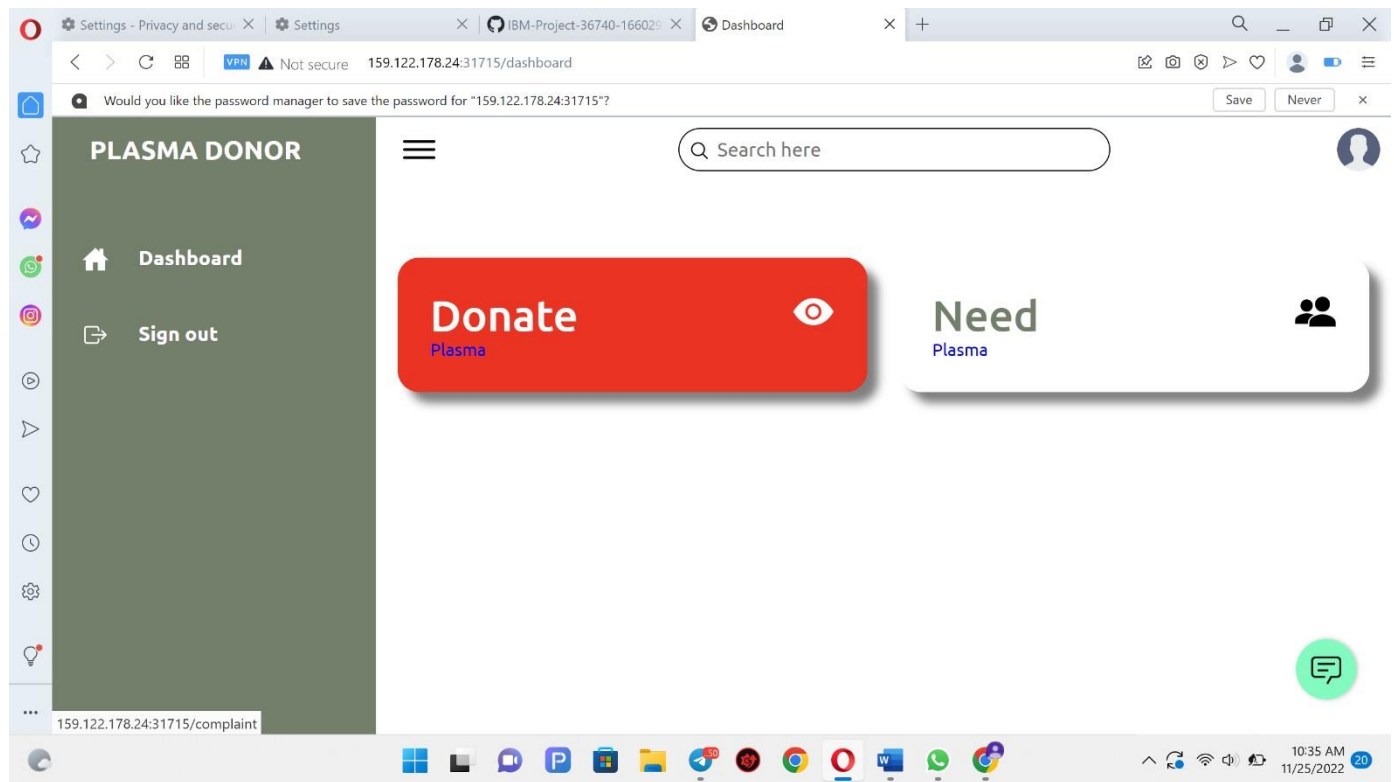 Settings - Privacy and secu
Settings
IBM-Project-36740-166029
Dashboard
VPN
Not secure
159.122.178.24:31715/dashboard
Would you like the password manager to save the password for "159.122.178.24:31715"?
Save
Never
PLASMA DONOR
Search here
Dashboard
Sign out
Donate
Plasma
Need
Plasma
159.122.178.24:31715/complaint
10:35 AM
11/25/2022
20